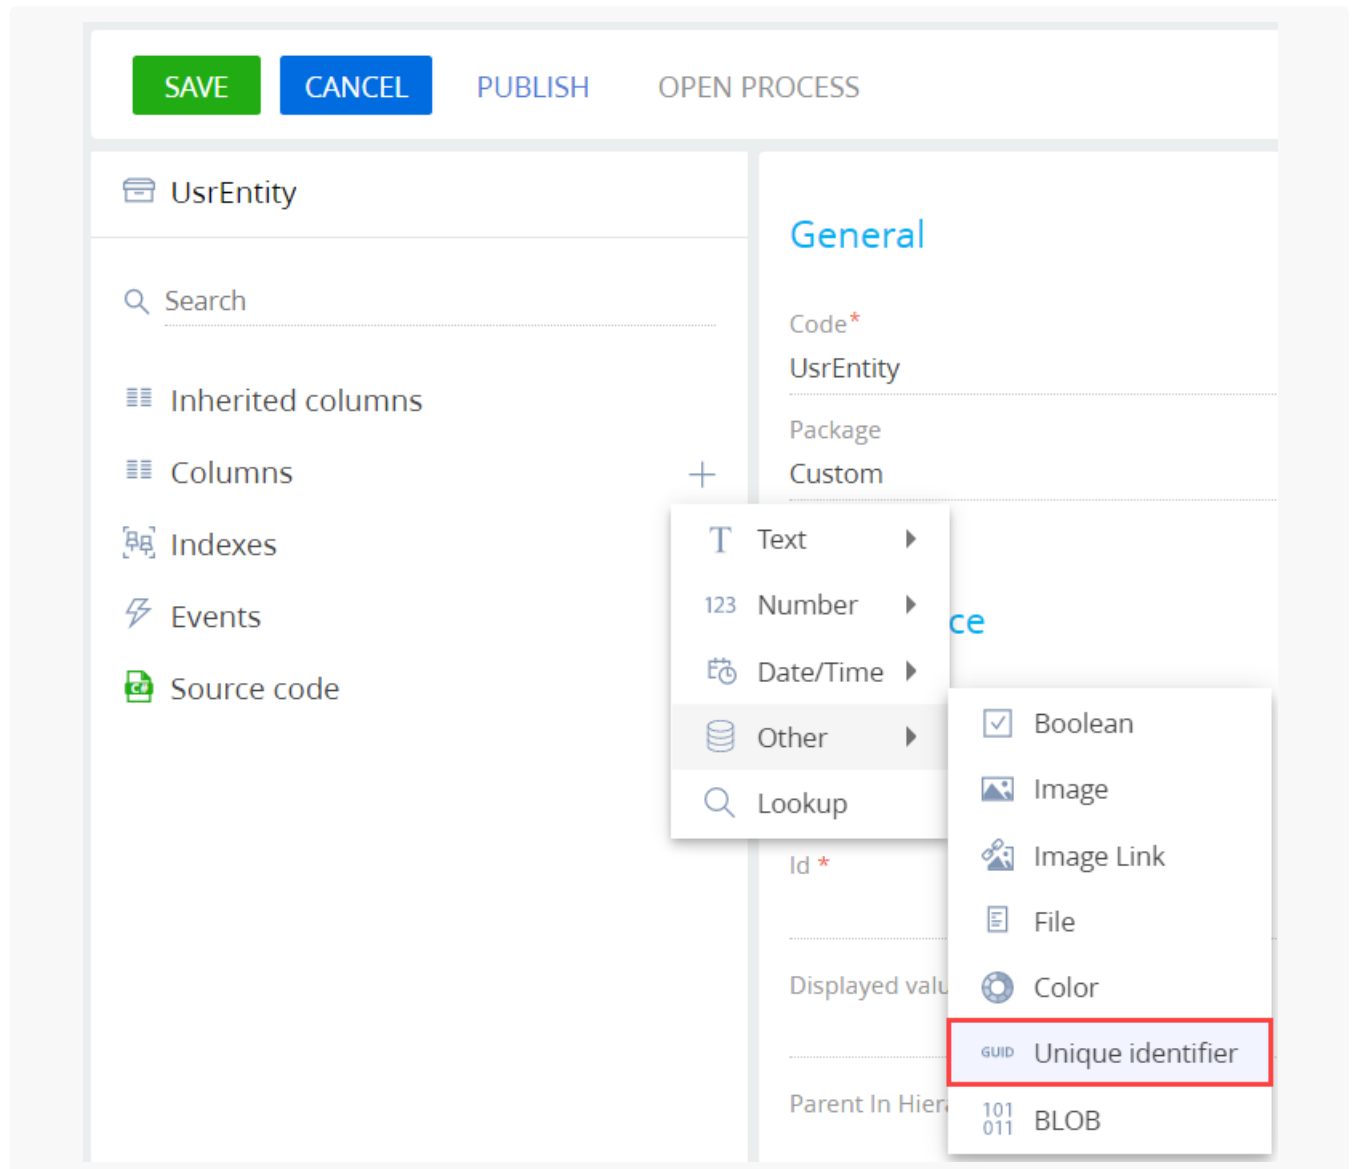 SAVE CANCEL PUBLISH OPEN PROCESS
UsrEntity
Search
Inherited columns
Columns
Indexes
Events
Source code
General
Code*
UsrEntity
Package
Custom
Text
123 Number
Date/Time
Other
Lookup
ce
Boolean
Image
Image Link
File
Color
GUID Unique identifier
101
011 BLOB
Id *
Displayed valu
Parent In Hiera